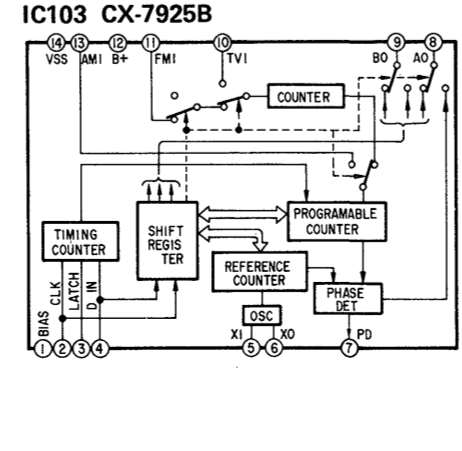 IC103 CX-7925B
14 13 12 11 10 9 8
VSS AMI B+ FMI TVI BO AO
COUNTER
TIMING
COUNTER
SHIFT
REGIS
TER
PROGRAMABLE
COUNTER
REFERENCE
COUNTER
PHASE
DET
OSC
BIAS
CLK
LATCH
D IN
XI XO PD
1 2 3 4 5 6 7